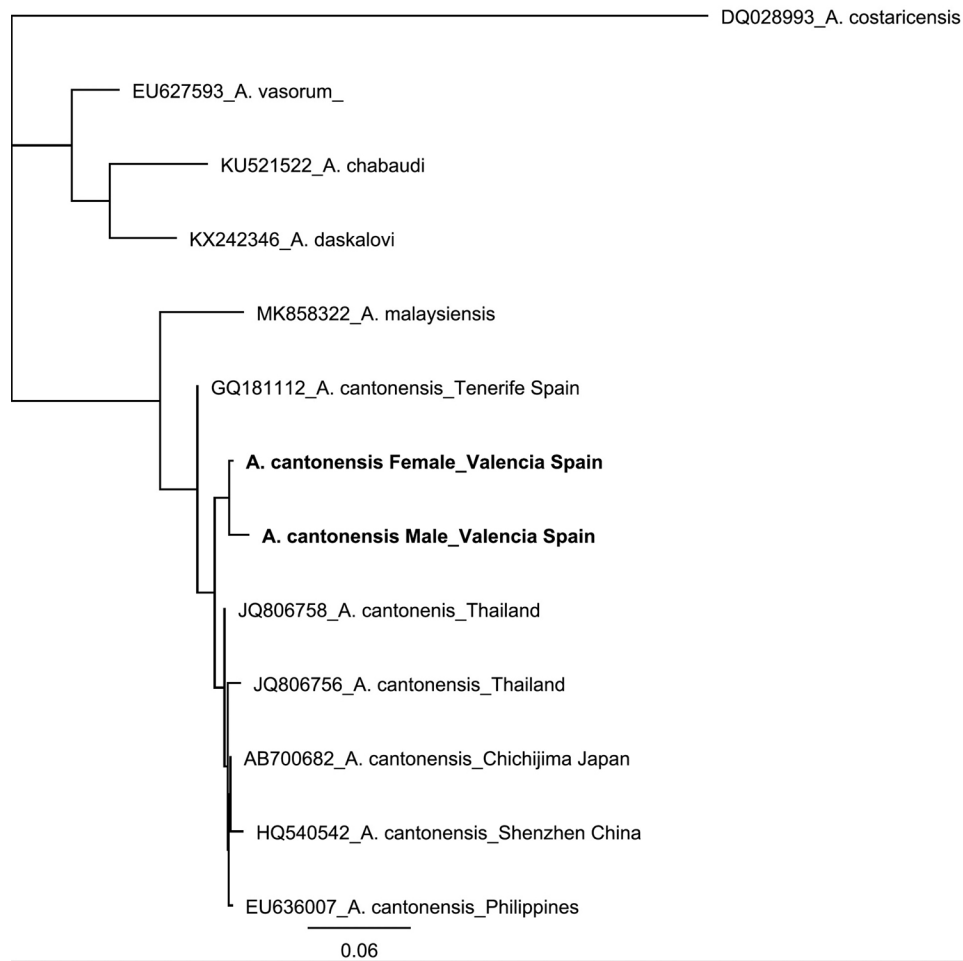 DQ028993_A. costaricensis
EU627593_A. vasorum_
KU521522_A. chabaudi
KX242346_A. daskalovi
MK858322_A. malaysiensis
GQ181112_A. cantonensis_Tenerife Spain
A. cantonensis Female_Valencia Spain
A. cantonensis Male_Valencia Spain
JQ806758_A. cantonenis_Thailand
JQ806756_A. cantonensis_Thailand
AB700682_A. cantonensis_Chichijima Japan
HQ540542_A. cantonensis_Shenzhen China
EU636007_A. cantonensis_Philippines
0.06